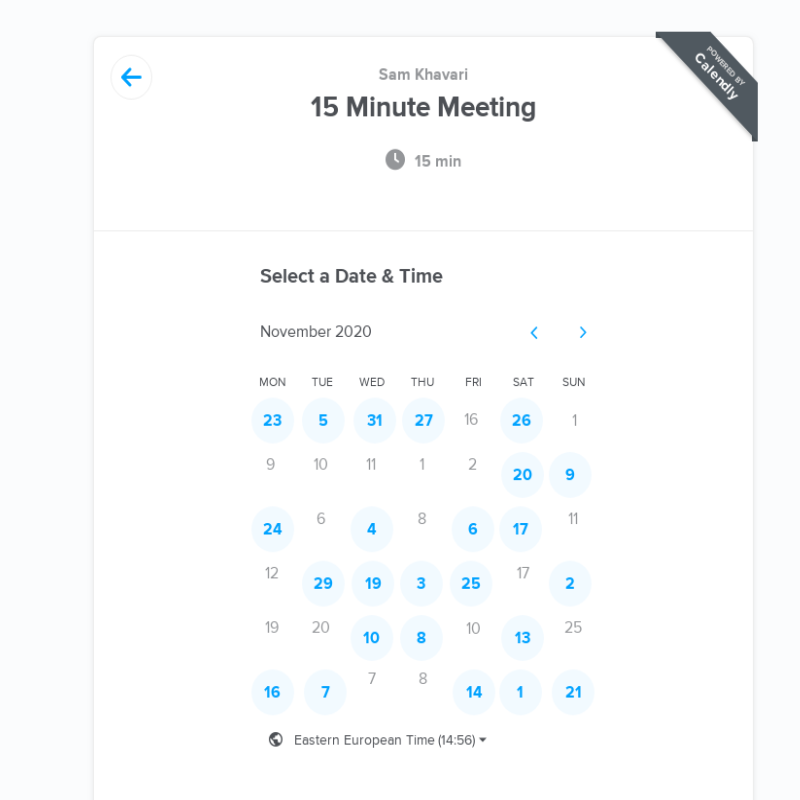 POWERED BY
Calendly
Sam Khavari
15 Minute Meeting
15 min
Select a Date & Time
November 2020
MON TUE WED THU FRI SAT SUN
23 5 31 27 16 26 1
9 10 11 1 2 20 9
24 6 4 8 6 17 11
12 29 19 3 25 17 2
19 20 10 8 10 13 25
16 7 7 8 14 1 21
Eastern European Time (14:56)